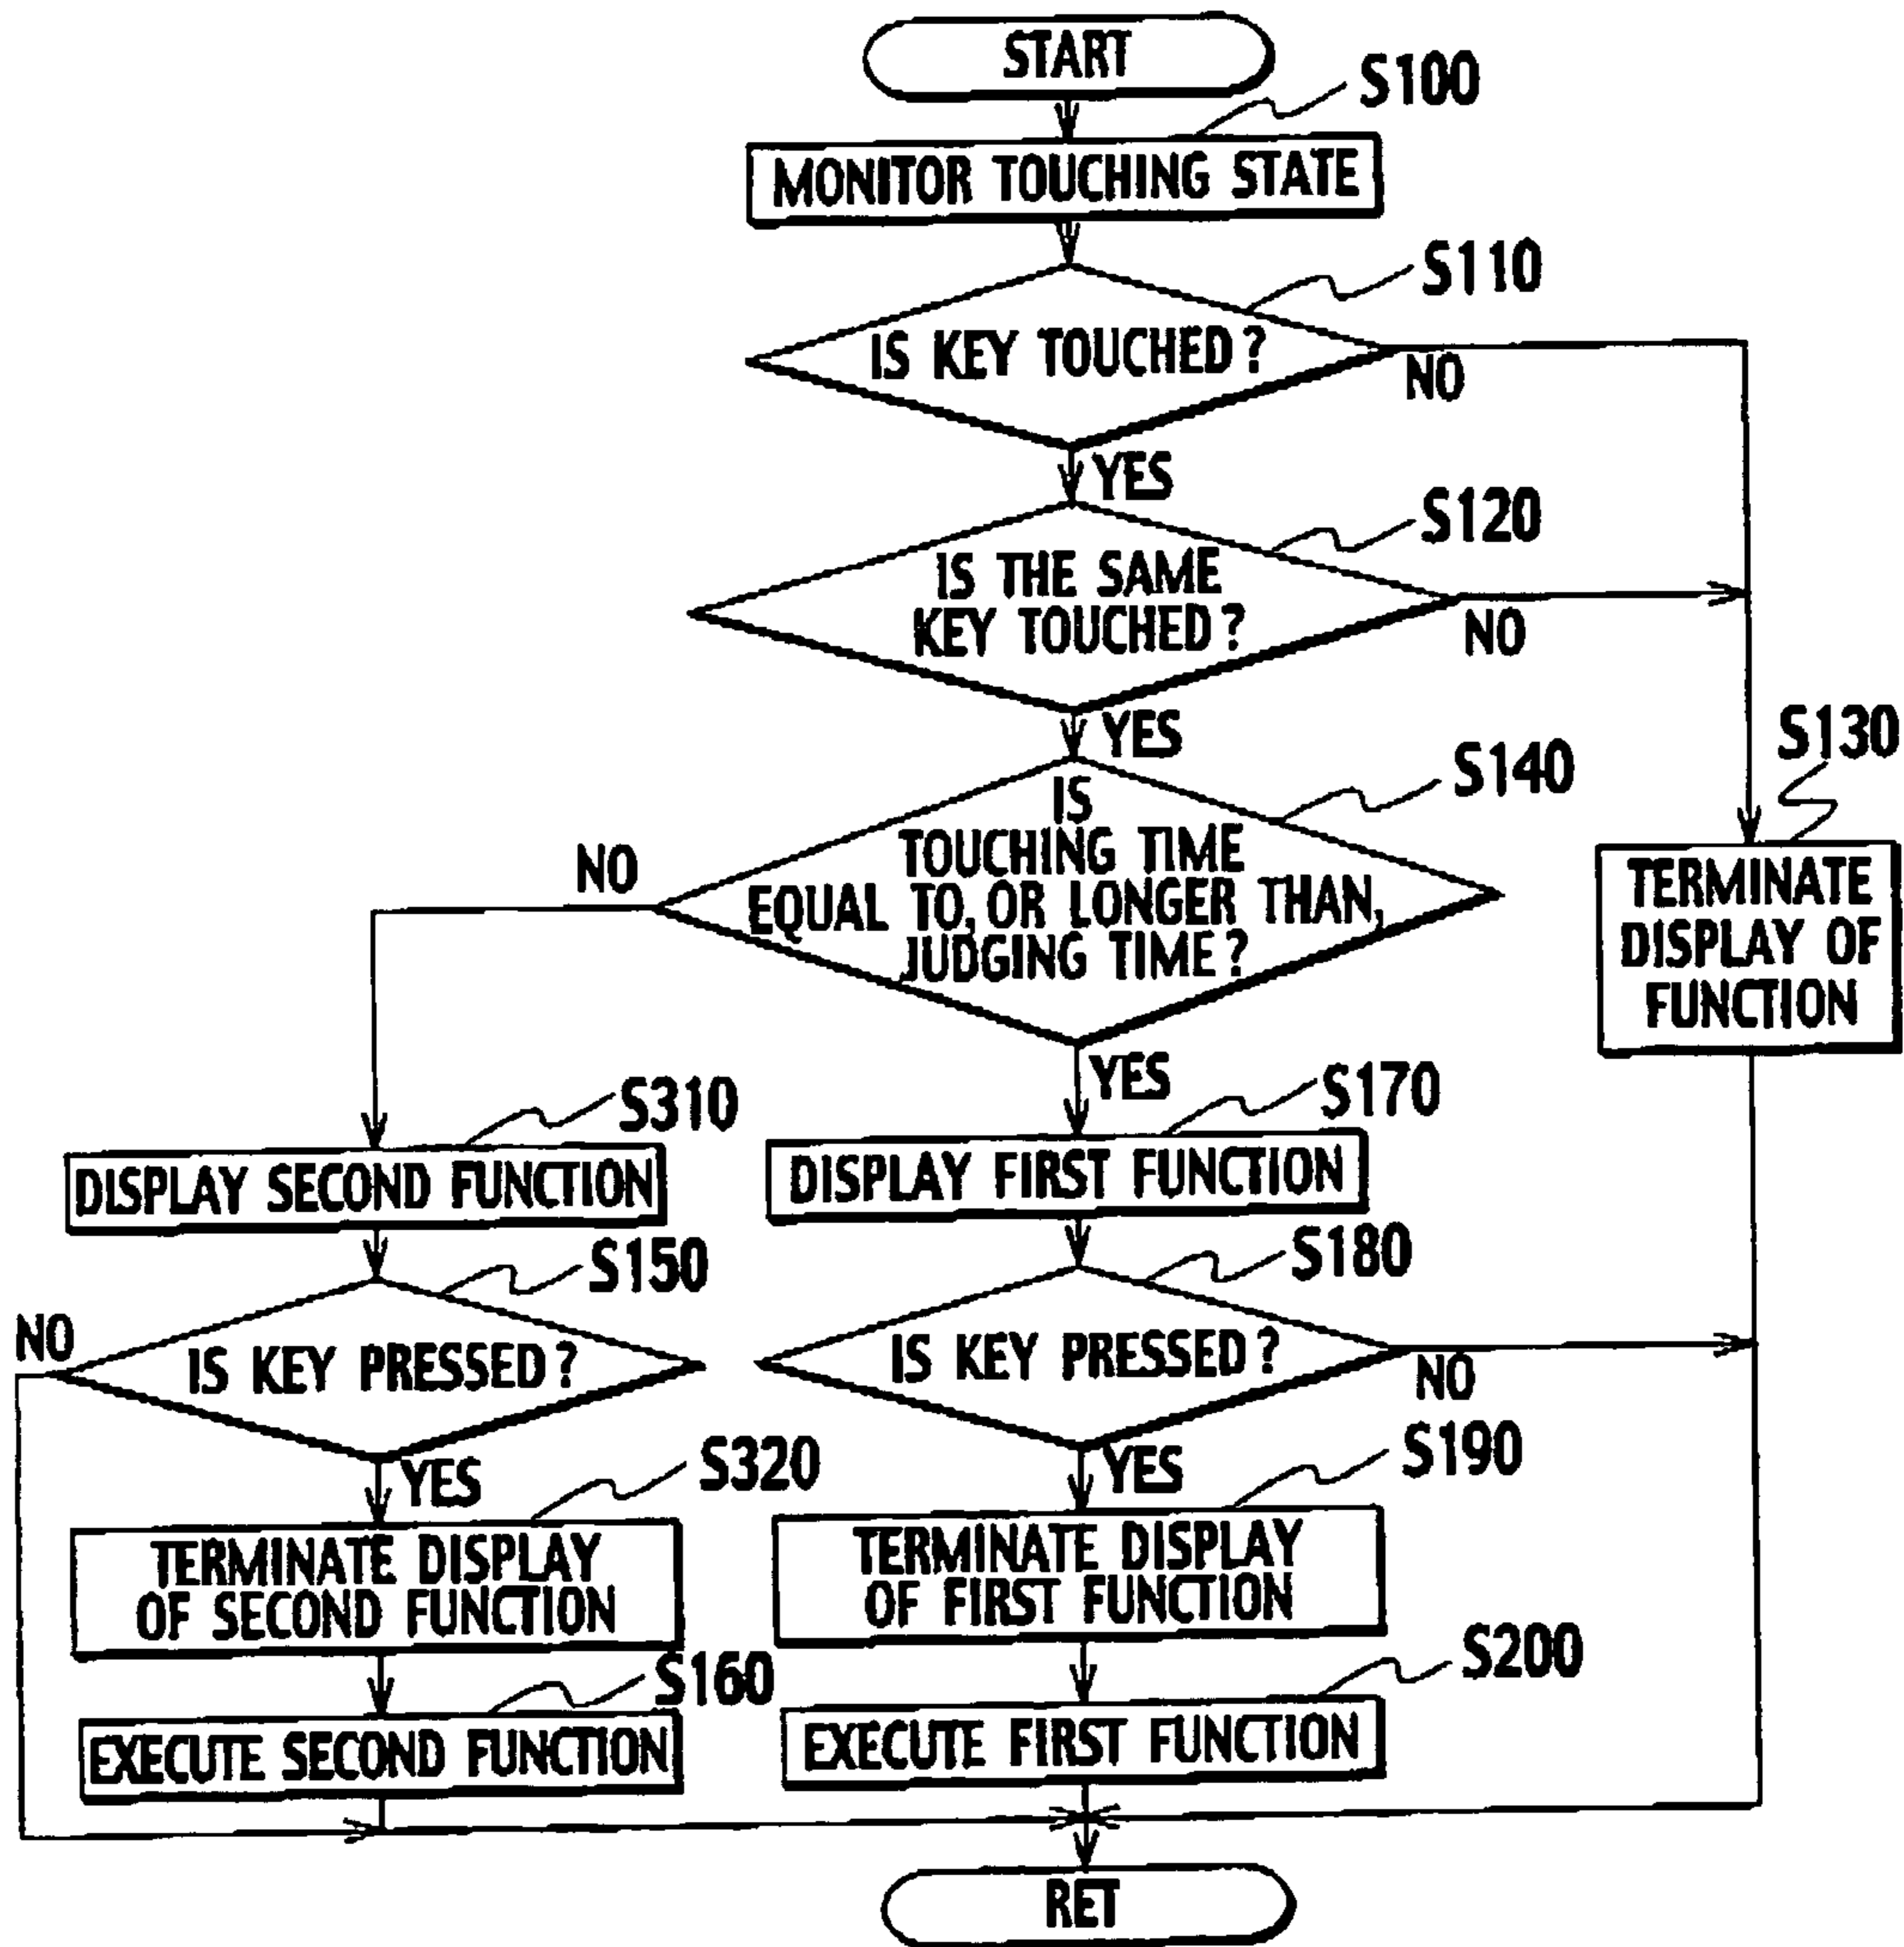 START
S100
MONITOR TOUCHING STATE
S110
IS KEY TOUCHED?
NO
YES
S120
IS THE SAME
KEY TOUCHED?
NO
YES
S130
S140
IS
TOUCHING TIME
EQUAL TO, OR LONGER THAN,
JUDGING TIME?
NO
TERMINATE
DISPLAY OF
FUNCTION
YES
S310
S170
DISPLAY SECOND FUNCTION
DISPLAY FIRST FUNCTION
S150
S180
NO
IS KEY PRESSED?
IS KEY PRESSED?
NO
YES
S320
YES
S190
TERMINATE DISPLAY
OF SECOND FUNCTION
TERMINATE DISPLAY
OF FIRST FUNCTION
S160
S200
EXECUTE SECOND FUNCTION
EXECUTE FIRST FUNCTION
RET